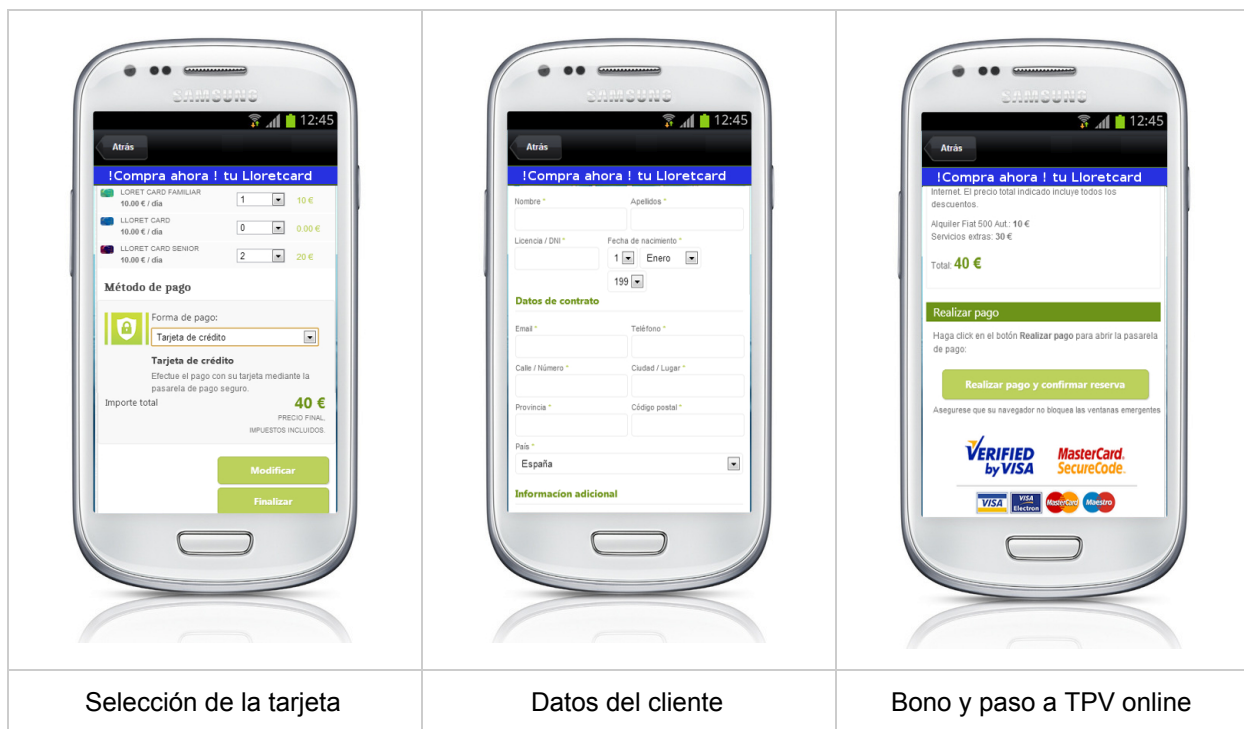 SAMSUNG
12:45
Atrás
!Compra ahora ! tu Lloretcard
LORET CARD FAMILIAR
10.00 € / día
1
10 €
LLORET CARD
10.00 € / día
0
0.00 €
LLORET CARD SENIOR
10.00 € / día
2
20 €
Método de pago
Forma de pago:
Tarjeta de crédito
Tarjeta de crédito
Efectue el pago con su tarjeta mediante la
pasarela de pago seguro.
Importe total
40 €
PRECIO FINAL.
IMPUESTOS INCLUIDOS.
Modificar
Finalizar
Selección de la tarjeta
SAMSUNG
12:45
Atrás
!Compra ahora ! tu Lloretcard
Nombre * Apellidos *
Licencia / DNI * Fecha de nacimiento *
1 Enero
199
Datos de contrato
Email * Teléfono *
Calle / Número * Ciudad / Lugar *
Provincia * Código postal *
País *
España
Informacíon adicional
Datos del cliente
SAMSUNG
12:45
Atrás
!Compra ahora ! tu Lloretcard
Internet. El precio total indicado incluye todos los
descuentos.
Alquiler Fiat 500 Aut.: 10 €
Servicios extras: 30 €
Total: 40 €
Realizar pago
Haga click en el botón Realizar pago para abrir la pasarela
de pago:
Realizar pago y confirmar reserva
Asegurese que su navegador no bloquea las ventanas emergentes
VERIFIED
by VISA
MasterCard.
SecureCode.
VISA
VISA
Electron
MasterCard
Maestro
Bono y paso a TPV online